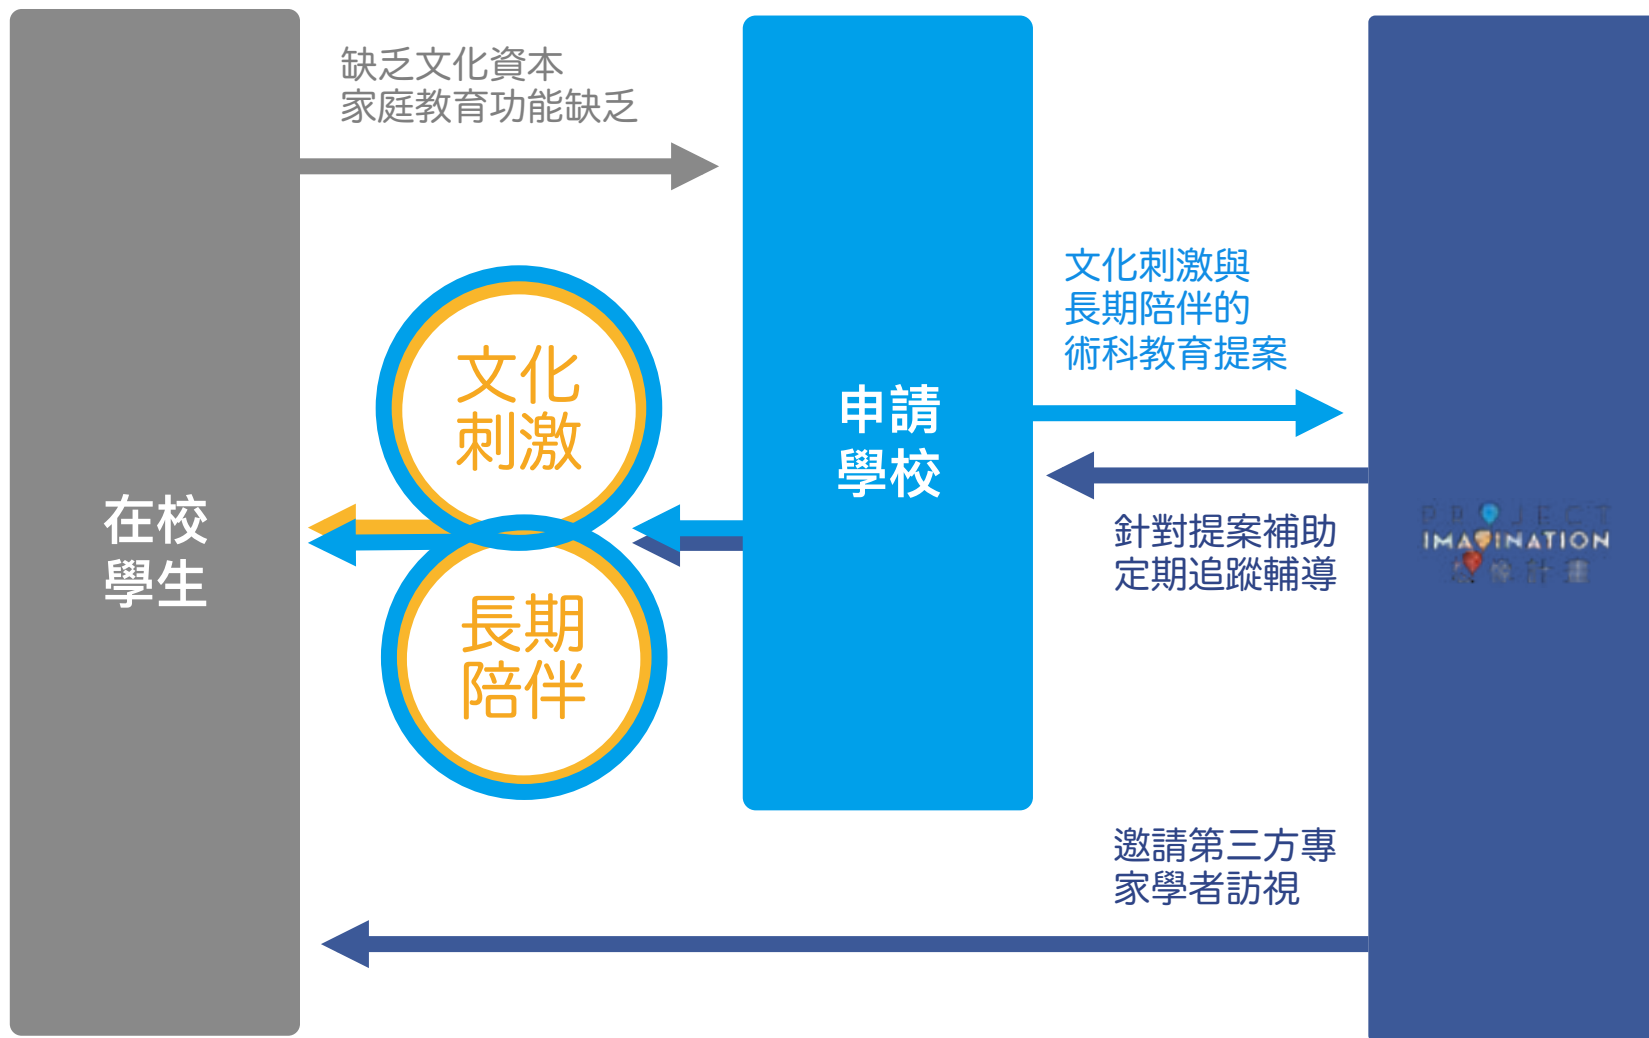 缺乏文化資本
家庭教育功能缺乏
文化刺激與
長期陪伴的
術科教育提案
文化
刺激
申請
學校
在校
學生
針對提案補助
定期追蹤輔導
PROJECT
IMAGINATION
長期
陪伴
邀請第三方專
家學者訪視